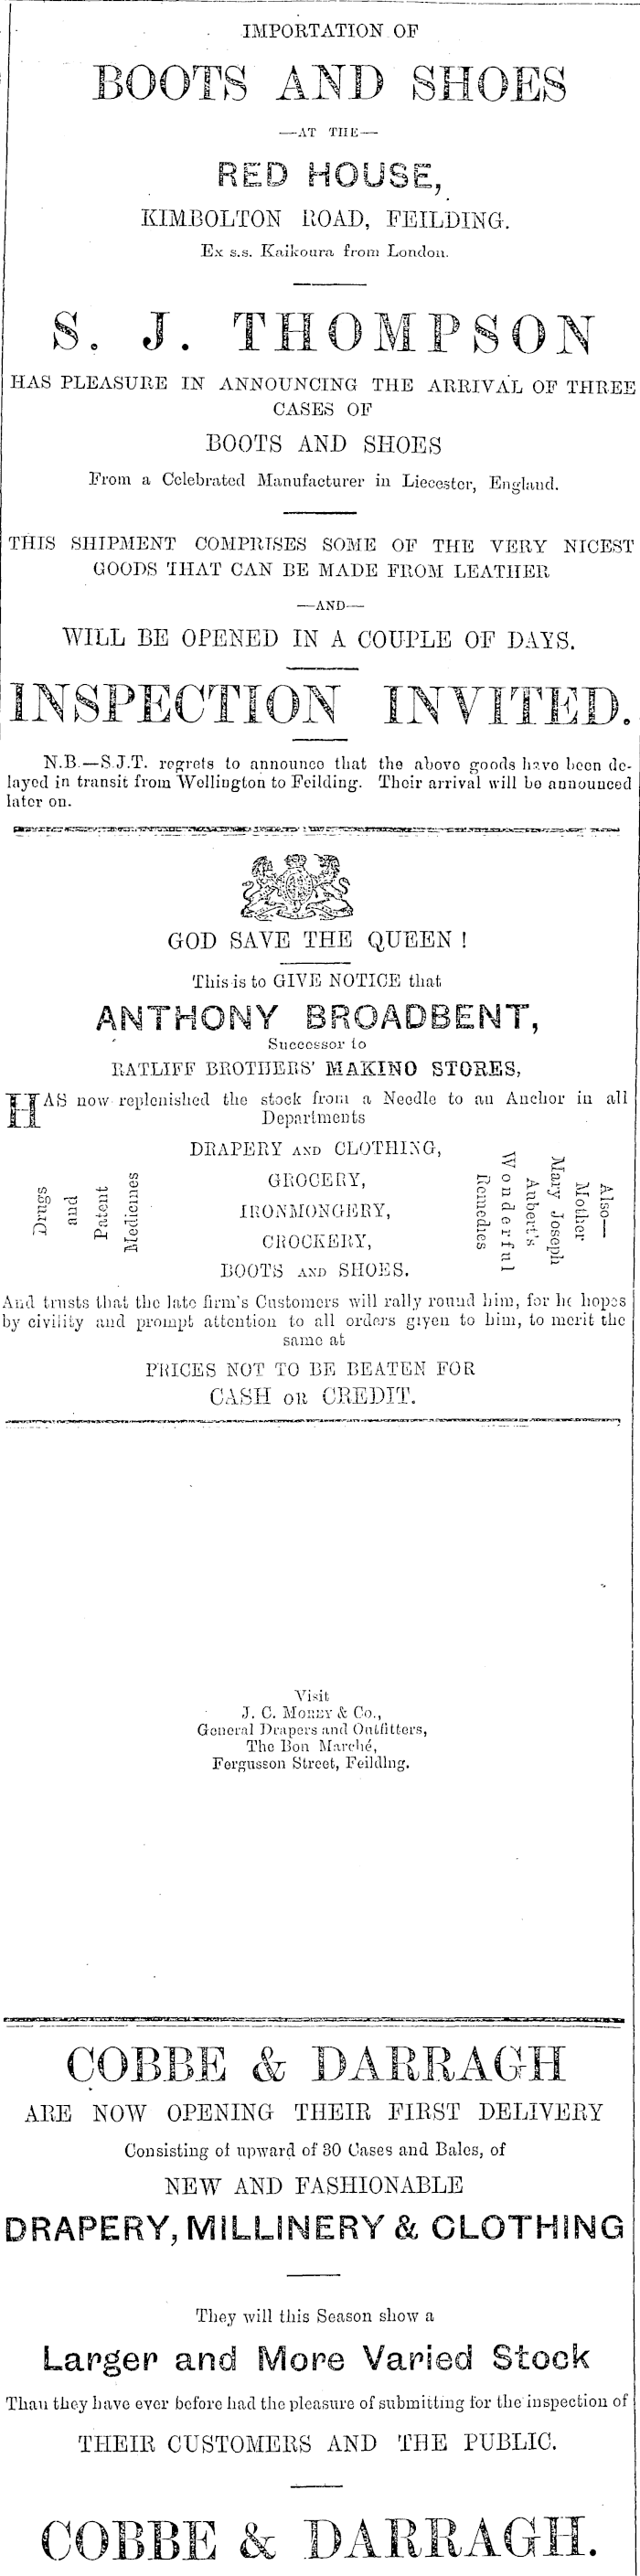 IMPORTATION OF
BOOTS AND SHOES
—AT THE—
RED HOUSE,
KIMBOLTON ROAD, FEILDING.
Ex s.s. Kaikoura from London.
S. J. THOMPSON
HAS PLEASURE IN ANNOUNCING THE ARRIVAL OF THREE
CASES OF
BOOTS AND SHOES
From a Celebrated Manufacturer in Liecester, England.
THIS SHIPMENT COMPRISES SOME OF THE VERY NICEST
GOODS THAT CAN BE MADE FROM LEATHER
—AND—
WILL BE OPENED IN A COUPLE OF DAYS.
INSPECTION INVITED.
N.B.—S.J.T. regrets to announce that the above goods have been de-
layed in transit from Wellington to Feilding. Their arrival will be announced
later on.
GOD SAVE THE QUEEN !
This is to GIVE NOTICE that
ANTHONY BROADBENT,
Successor to
RATLIFF BROTHERS' MAKINO STORES,
HAS now replenished the stock from a Needle to an Anchor in all
Departments
Drugs
and
Patent
Medicines
DRAPERY AND CLOTHING,
GROCERY,
IRONMONGERY,
CROCKERY,
BOOTS AND SHOES.
Also—
Mother
Mary Joseph
Aubert's
Wonderful
Remedies
And trusts that the late firm's Customers will rally round him, for he hopes
by civility and prompt attention to all orders given to him, to merit the
same at
PRICES NOT TO BE BEATEN FOR
CASH OR CREDIT.
Visit
J. C. MOREY & Co.,
General Drapers and Outfitters,
The Bon Marché,
Fergusson Street, Feilding.
COBBE & DARRAGH
ARE NOW OPENING THEIR FIRST DELIVERY
Consisting of upward of 30 Cases and Bales, of
NEW AND FASHIONABLE
DRAPERY, MILLINERY & CLOTHING
They will this Season show a
Larger and More Varied Stock
Than they have ever before had the pleasure of submitting for the inspection of
THEIR CUSTOMERS AND THE PUBLIC.
COBBE & DARRAGH.